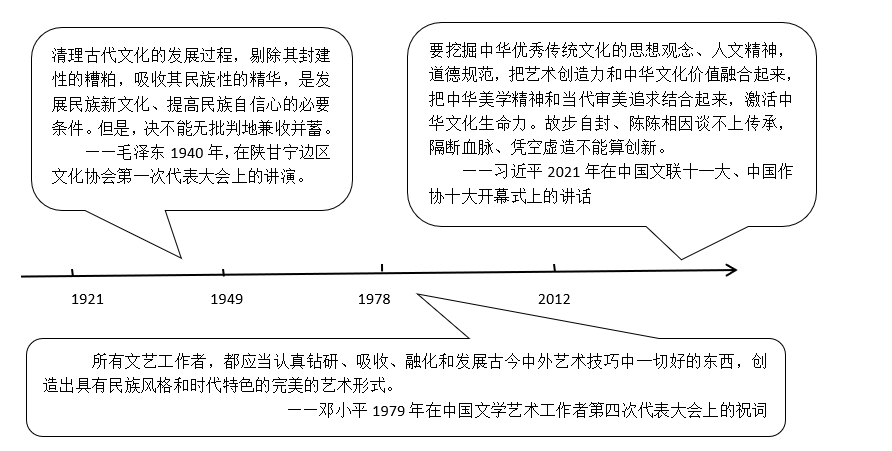 清理古代文化的发展过程，剔除其封建
性的糟粕，吸收其民族性的精华，是发
展民族新文化、提高民族自信心的必要
条件。但是，决不能无批判地兼收并蓄。
——毛泽东 1940 年，在陕甘宁边区
文化协会第一次代表大会上的讲演。
要挖掘中华优秀传统文化的思想观念、人文精神，
道德规范，把艺术创造力和中华文化价值融合起来，
把中华美学精神和当代审美追求结合起来，激活中
华文化生命力。故步自封、陈陈相因谈不上传承，
隔断血脉、凭空虚造不能算创新。
——习近平 2021 年在中国文联十一大、中国作
协十大开幕式上的讲话
1921 1949 1978 2012
所有文艺工作者，都应当认真钻研、吸收、融化和发展古今中外艺术技巧中一切好的东西，创
造出具有民族风格和时代特色的完美的艺术形式。
——邓小平 1979 年在中国文学艺术工作者第四次代表大会上的祝词